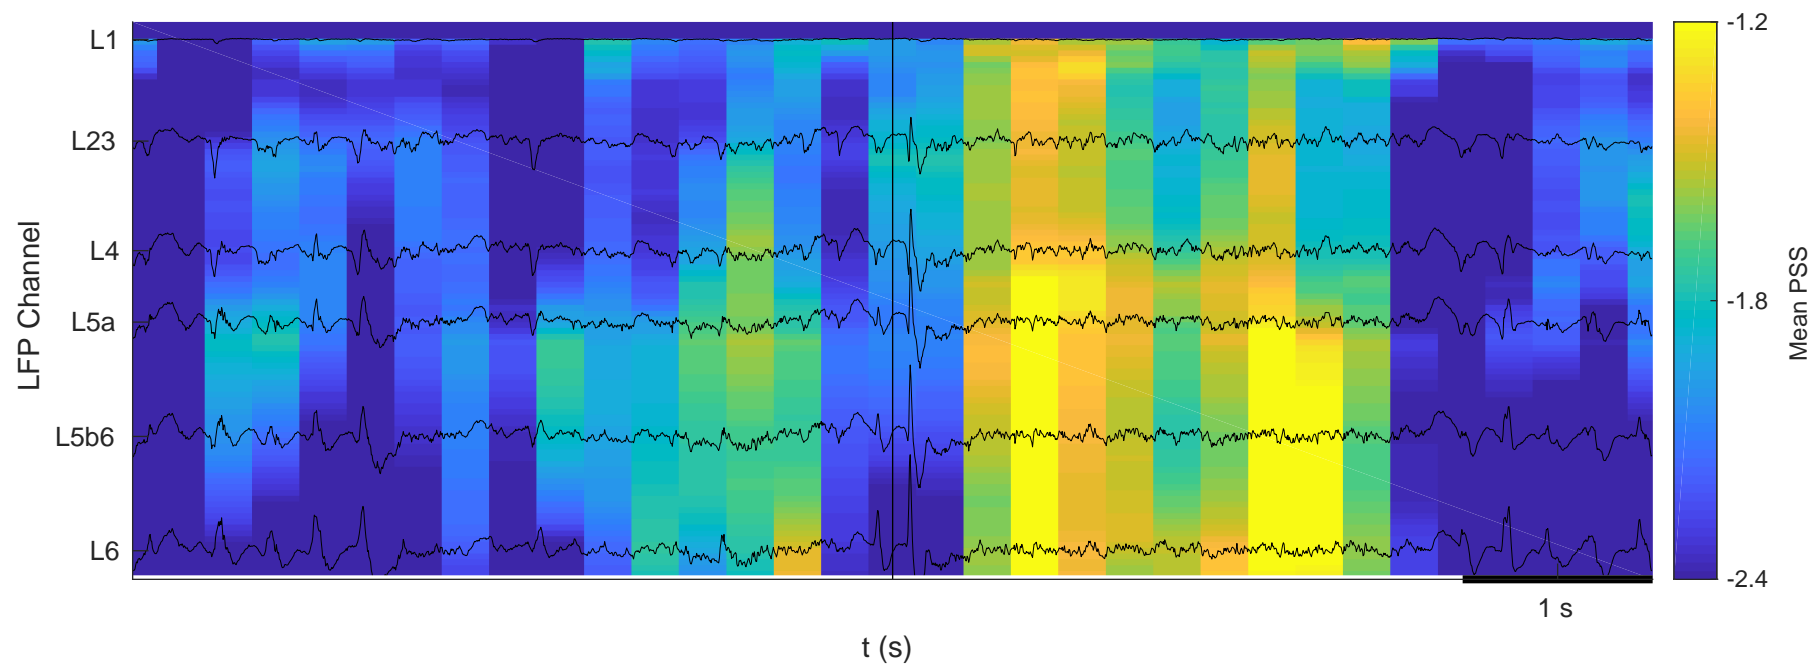 L1
L23
L4
L5a
L5b6
L6
LFP Channel
t (s)
1 s
-1.2
-1.8
-2.4
Mean PSS